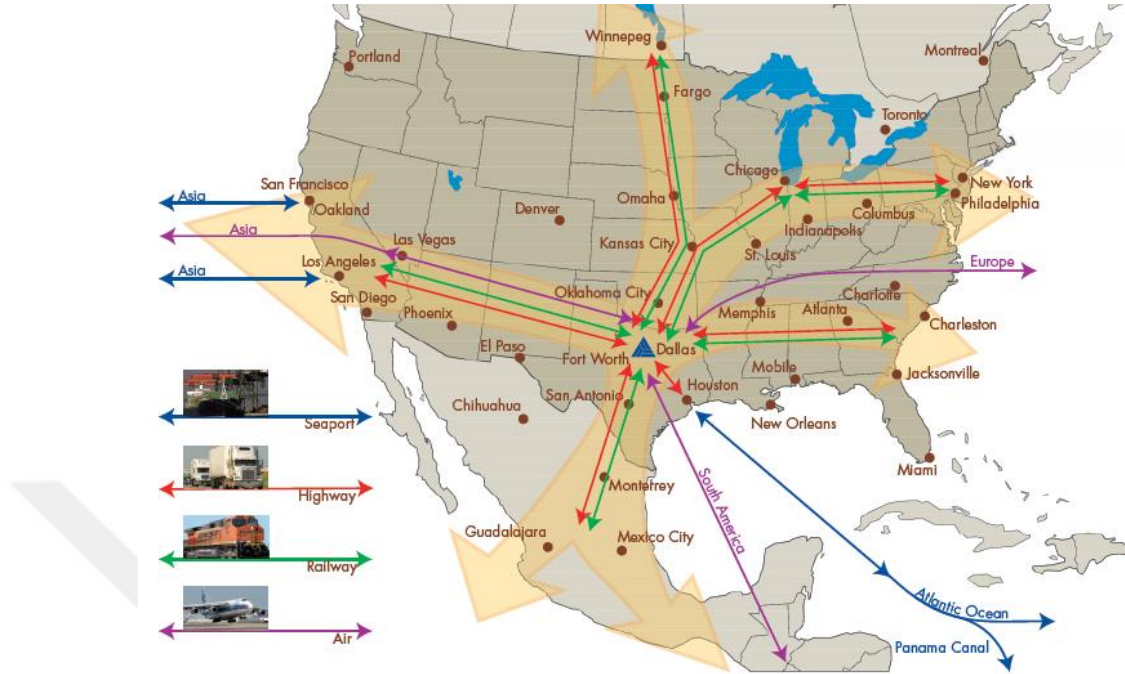 Winnepeg
Portland
Montreal
Fargo
Toronto
Chicago
San Francisco
Asia
Oakland
New York
Philadelphia
Omaha
Denver
Columbus
Indianapolis
Asia
Las Vegas
Kansas City
St. Louis
Los Angeles
Asia
Europe
San Diego
Oklahoma City
Memphis
Charlotte
Phoenix
Atlanta
Charleston
El Paso
Fort Worth
Dallas
Mobile
Jacksonville
Houston
San Antonio
Chihuahua
New Orleans
Seaport
Miami
Monterrey
South America
Highway
Guadalajara
Mexico City
Railway
Atlantic Ocean
Air
Panama Canal